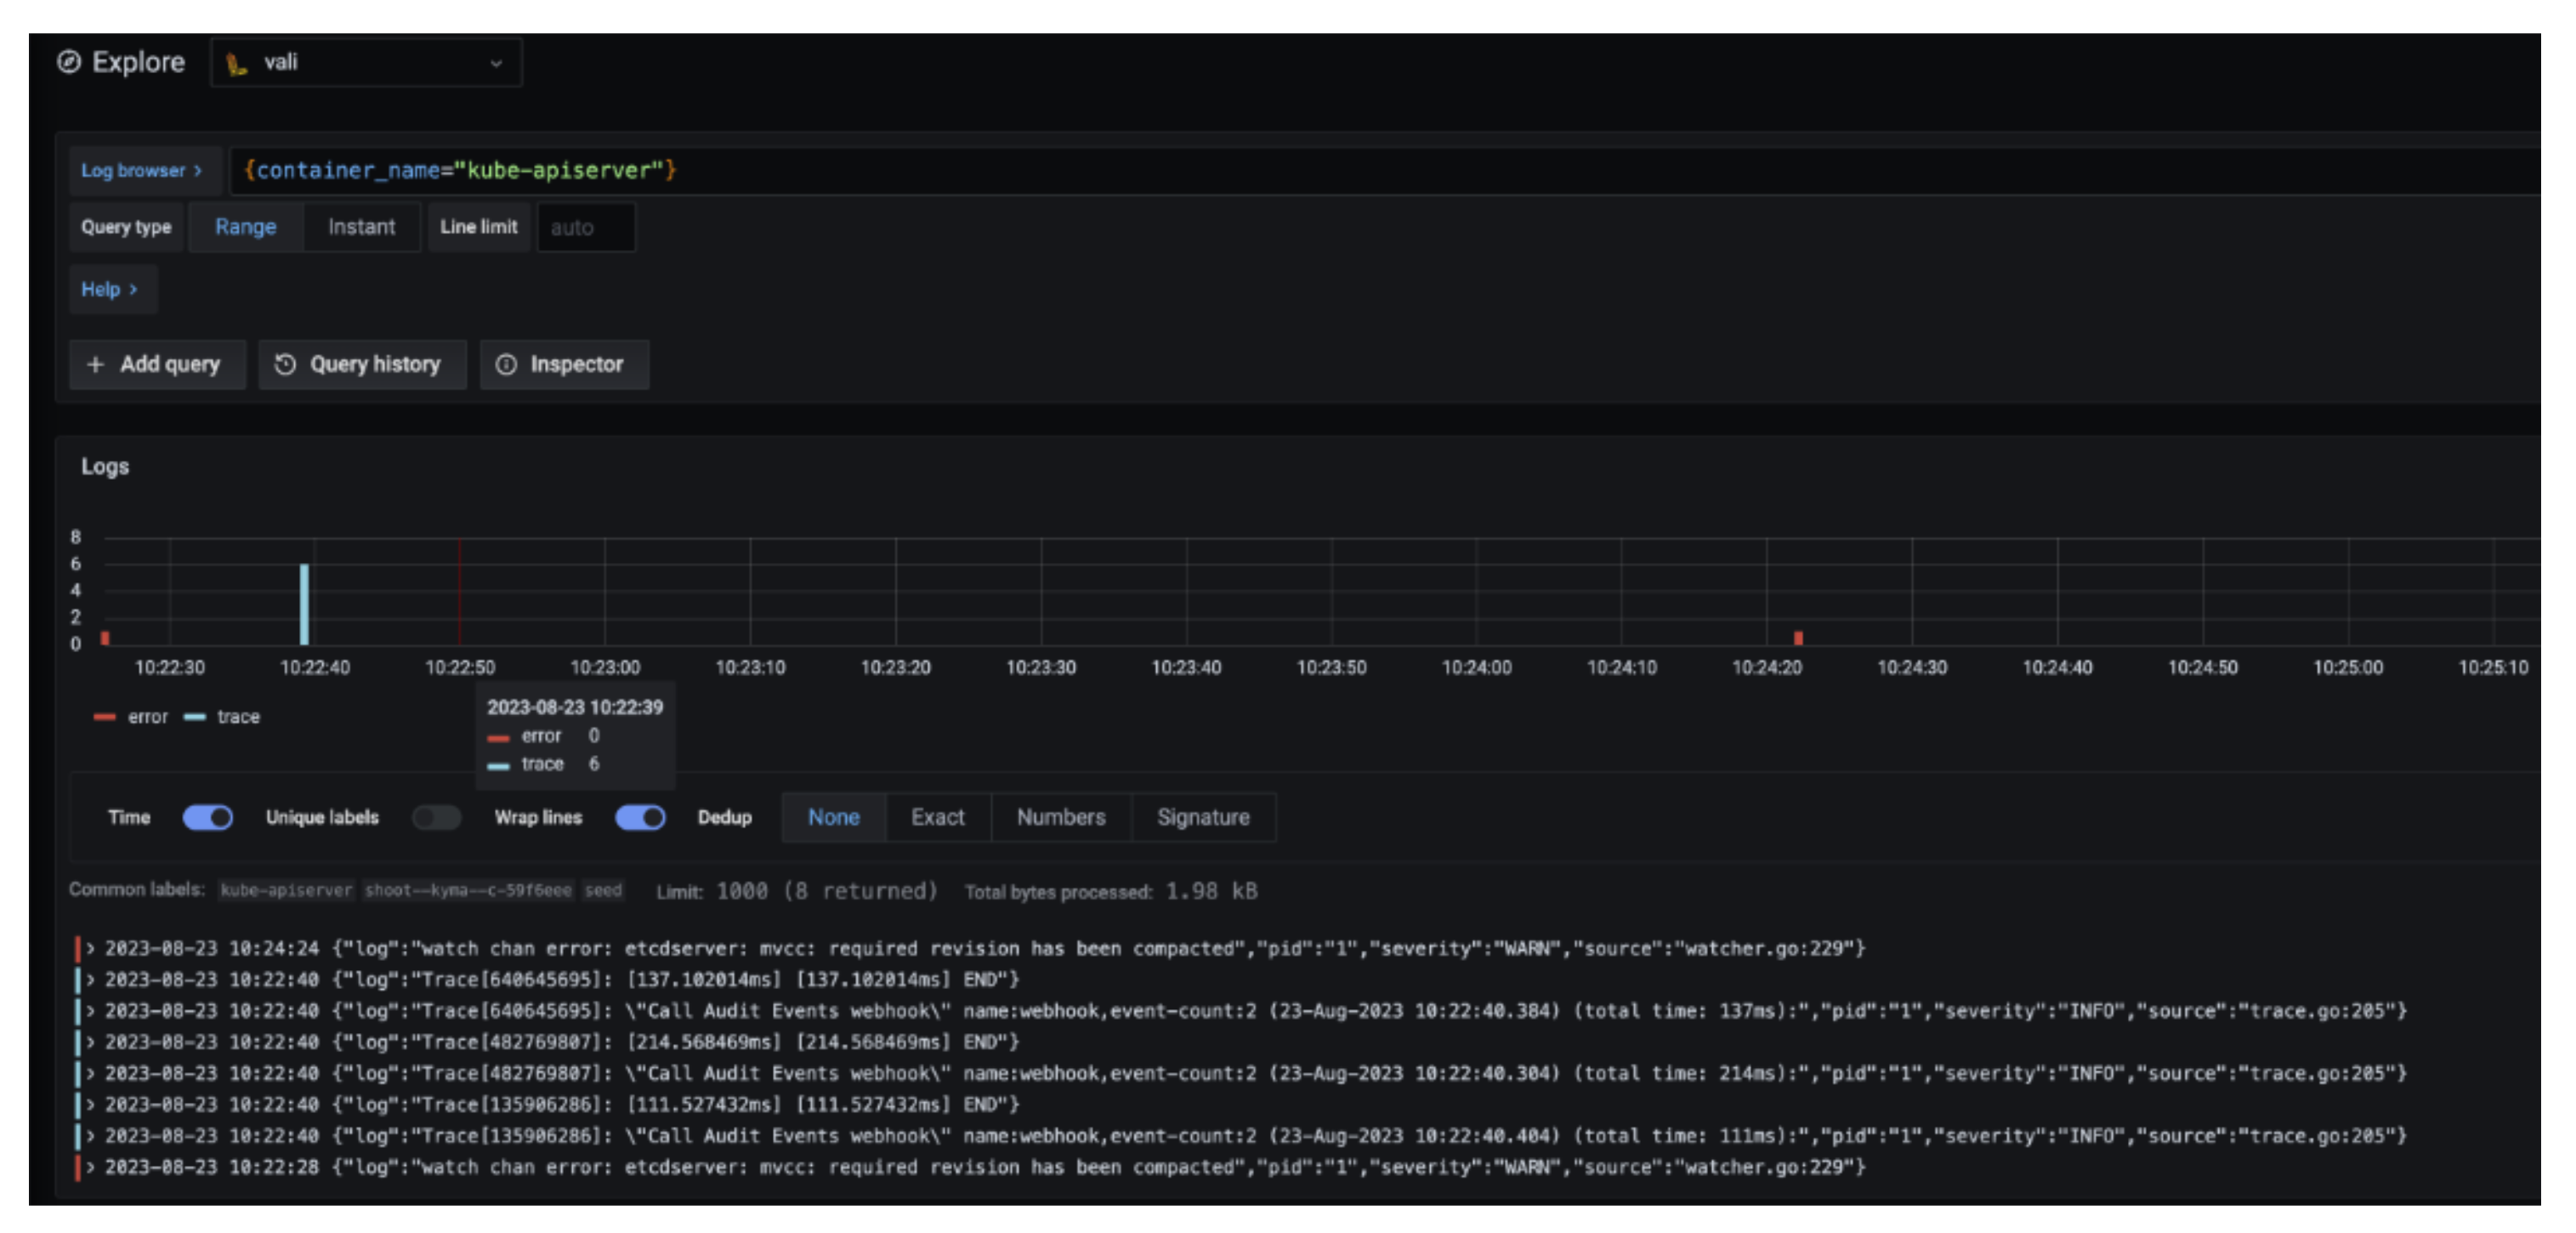 Explore vali
Log browser > {container_name="kube-apiserver"}
Query type Range Instant Line limit auto
Help >
+ Add query Query history Inspector
Logs
8
6
4
2
0
10:22:30 10:22:40 10:22:50 10:23:00 10:23:10 10:23:20 10:23:30 10:23:40 10:23:50 10:24:00 10:24:10 10:24:20 10:24:30 10:24:40 10:24:50 10:25:00 10:25:10
error trace
2023-08-23 10:22:39
error 0
trace 6
Time Unique labels Wrap lines Dedup None Exact Numbers Signature
Common labels: kube-apiserver shoot--kyma--c-59f6eee seed Limit: 1000 (8 returned) Total bytes processed: 1.98 kB
> 2023-08-23 10:24:24 {"log":"watch chan error: etcdserver: mvcc: required revision has been compacted","pid":"1","severity":"WARN","source":"watcher.go:229"}
> 2023-08-23 10:22:40 {"log":"Trace[640645695]: [137.102014ms] [137.102014ms] END"}
> 2023-08-23 10:22:40 {"log":"Trace[640645695]: \"Call Audit Events webhook\" name:webhook,event-count:2 (23-Aug-2023 10:22:40.384) (total time: 137ms):","pid":"1","severity":"INFO","source":"trace.go:205"}
> 2023-08-23 10:22:40 {"log":"Trace[482769807]: [214.568469ms] [214.568469ms] END"}
> 2023-08-23 10:22:40 {"log":"Trace[482769807]: \"Call Audit Events webhook\" name:webhook,event-count:2 (23-Aug-2023 10:22:40.304) (total time: 214ms):","pid":"1","severity":"INFO","source":"trace.go:205"}
> 2023-08-23 10:22:40 {"log":"Trace[135906286]: [111.527432ms] [111.527432ms] END"}
> 2023-08-23 10:22:40 {"log":"Trace[135906286]: \"Call Audit Events webhook\" name:webhook,event-count:2 (23-Aug-2023 10:22:40.404) (total time: 111ms):","pid":"1","severity":"INFO","source":"trace.go:205"}
> 2023-08-23 10:22:28 {"log":"watch chan error: etcdserver: mvcc: required revision has been compacted","pid":"1","severity":"WARN","source":"watcher.go:229"}